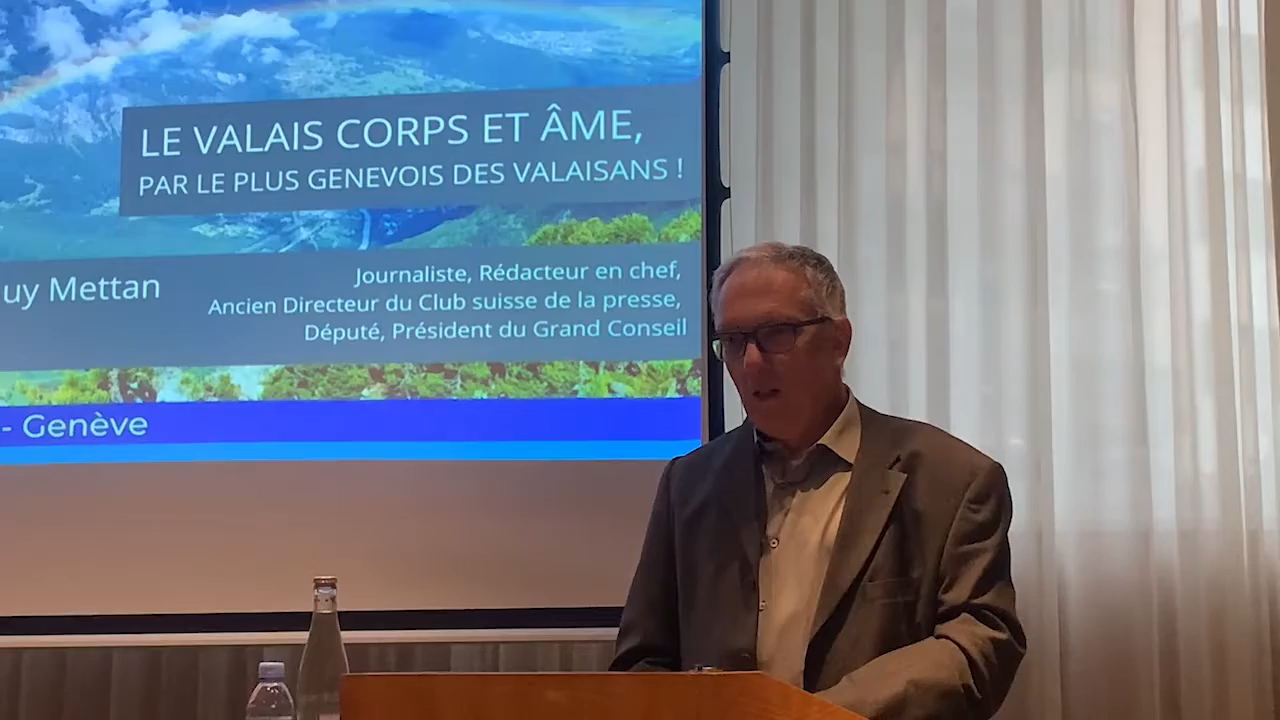 LE VALAIS CORPS ET ÂME,
PAR LE PLUS GENEVOIS DES VALAISANS !
uy Mettan
Journaliste, Rédacteur en chef,
Ancien Directeur du Club suisse de la presse,
Député, Président du Grand Conseil
- Genève